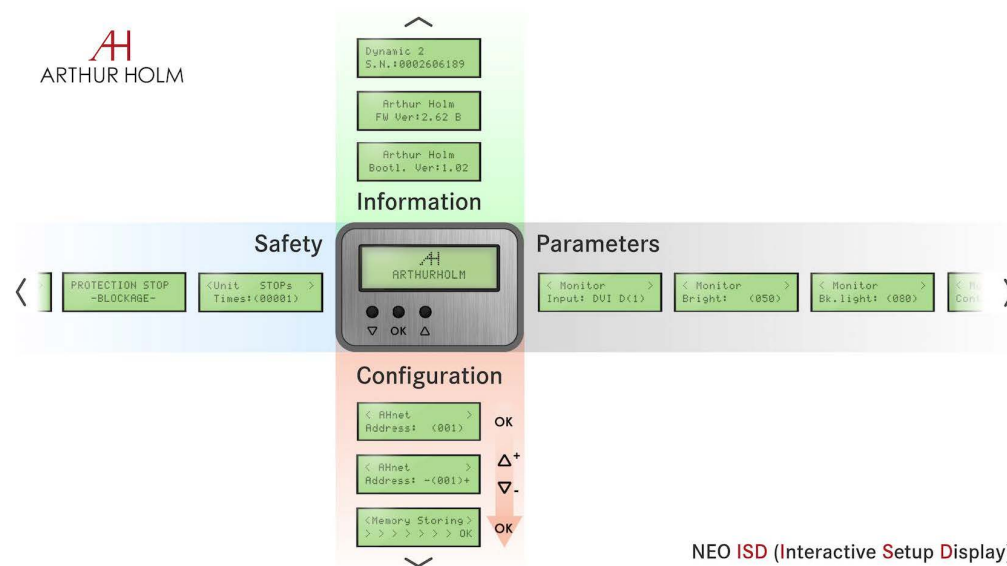 AH
ARTHUR HOLM
Dynamic 2
S.N.:0002606189
Arthur Holm
FW Ver:2.62 B
Arthur Holm
Bootl. Ver:1.02
Information
Safety
Parameters
>
PROTECTION STOP
-BLOCKAGE-
<Unit STOPs >
Times:(00001)
AH
ARTHURHOLM
OK
< Monitor >
Input: DVI D(1)
< Monitor >
Bright: (050)
< Monitor >
Bk.light: (080)
Configuration
< AHnet >
Address: (001)
OK
< AHnet >
Address: -(001)+
+
-
<Memory Storing>
> > > > > > > OK
OK
NEO ISD (Interactive Setup Display)